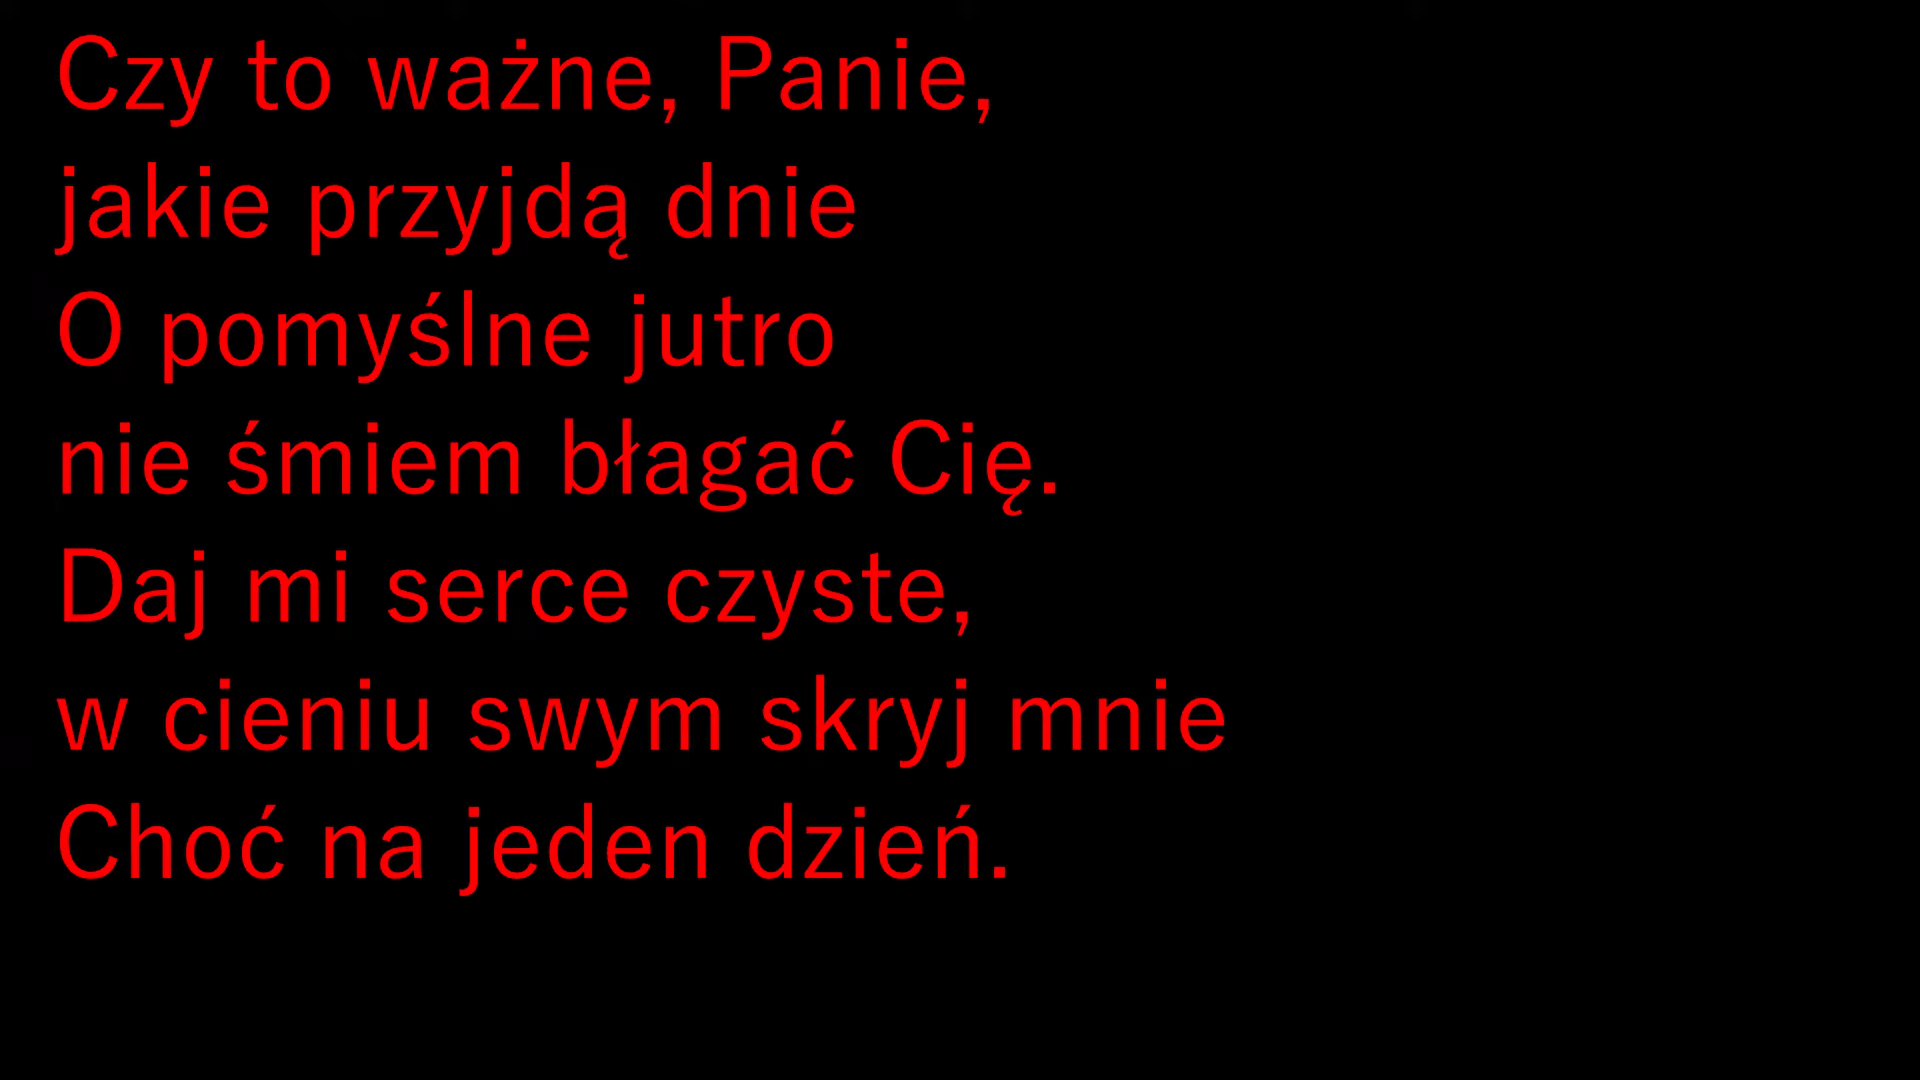 Czy to ważne, Panie,
jakie przyjdą dnie
O pomyślne jutro
nie śmiem błagać Cię.
Daj mi serce czyste,
w cieniu swym skryj mnie
Choć na jeden dzień.